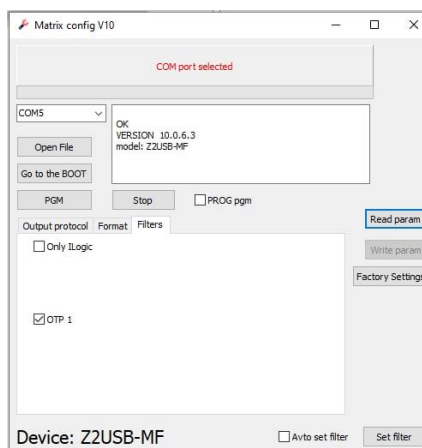 Matrix config V10
COM port selected
COM5
OK
VERSION 10.0.6.3
model: Z2USB-MF
Open File
Go to the BOOT
PGM
Stop
PROG pgm
Read param
Output protocol Format Filters
Only ILogic
Write param
Factory Settings
OTP 1
Device: Z2USB-MF
Avto set filter
Set filter